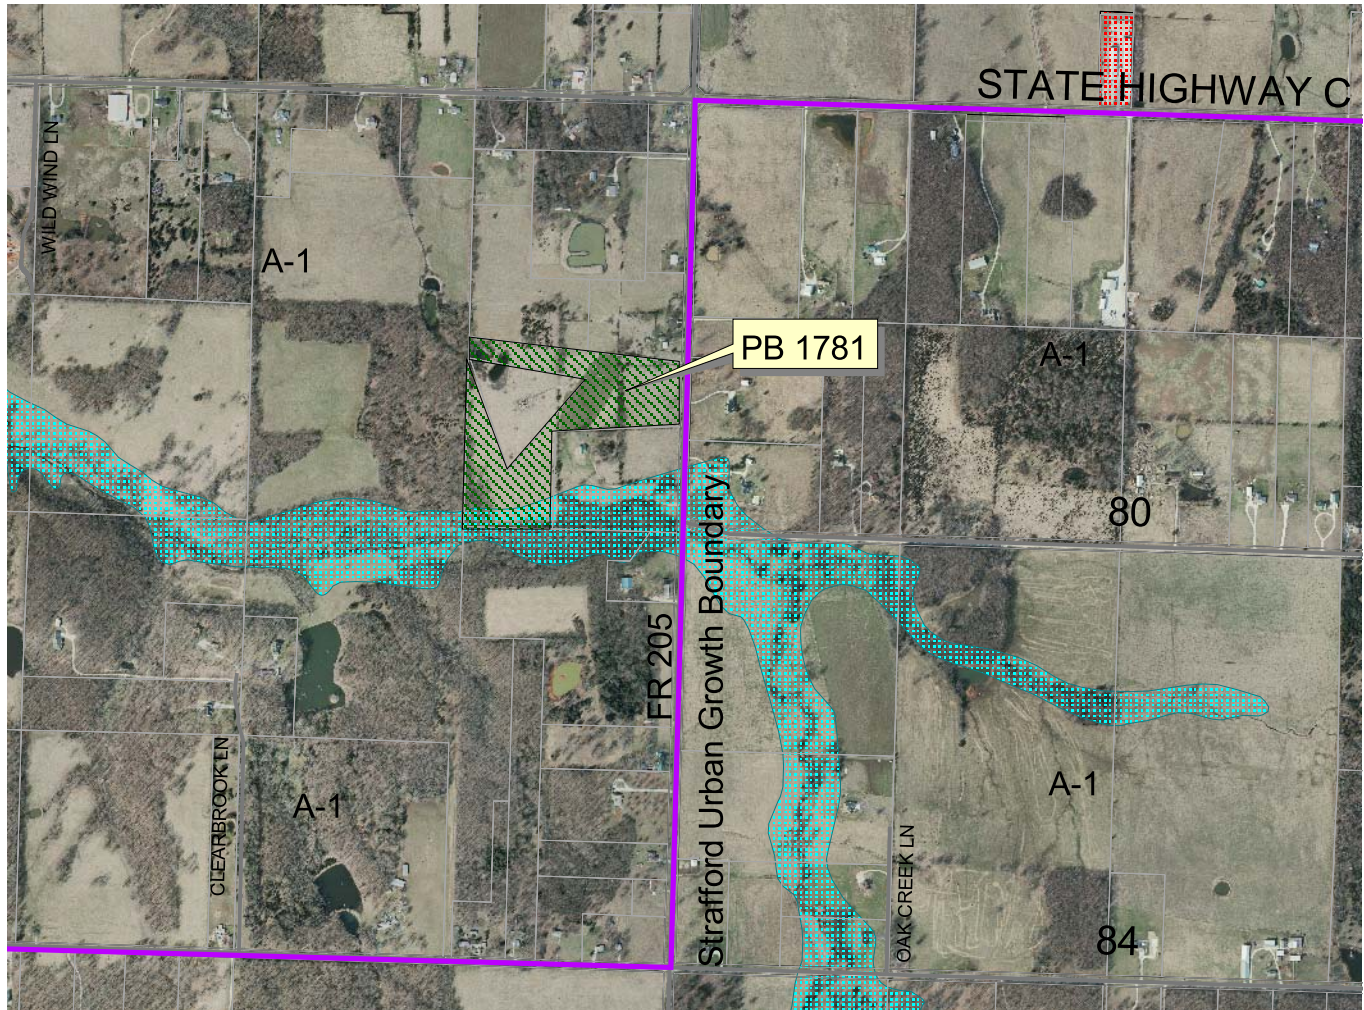 STATE HIGHWAY C
WILD WIND LN
A-1
PB 1781
A-1
80
FR 205
Strafford Urban Growth Boundary
CLEARBROOK LN
A-1
A-1
OAK CREEK LN
84